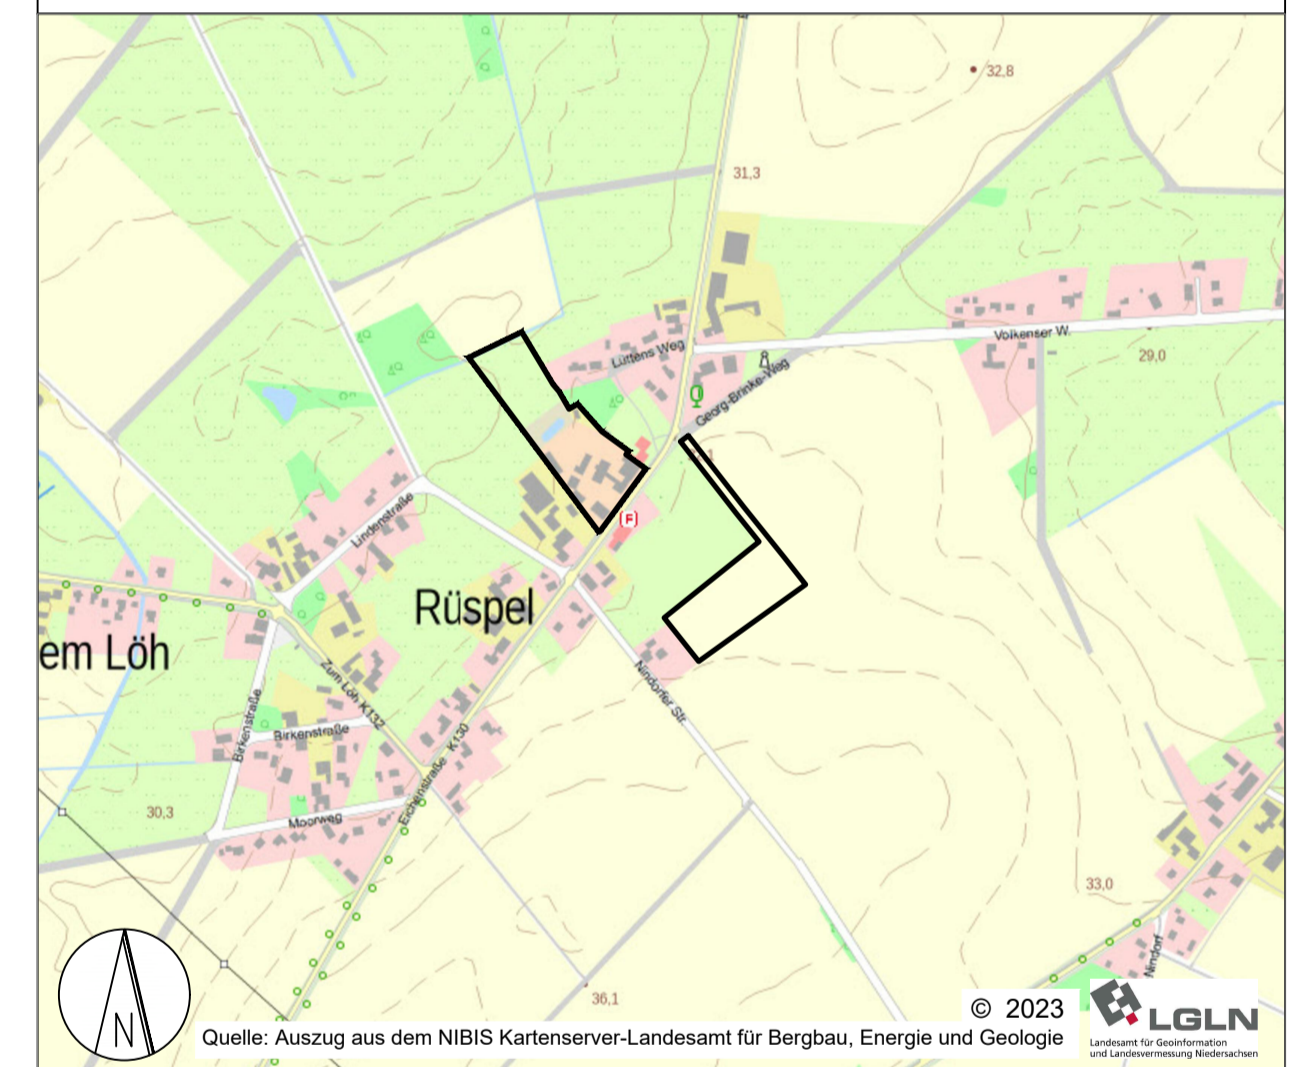 32,8
31,3
Lüttens Weg
Volkenser W.
29,0
Georg-Brinke-Weg
Lindenstraße
F
Rüspel
em Löh
Zum Löh K132
Nindorfer Str.
Birkenstraße
Birkenstraße
Eichenstraße K130
30,3
Moorweg
33,0
Nindorf
36,1
N
© 2023
Quelle: Auszug aus dem NIBIS Kartenserver-Landesamt für Bergbau, Energie und Geologie
LGLN
Landesamt für Geoinformation
und Landesvermessung Niedersachsen